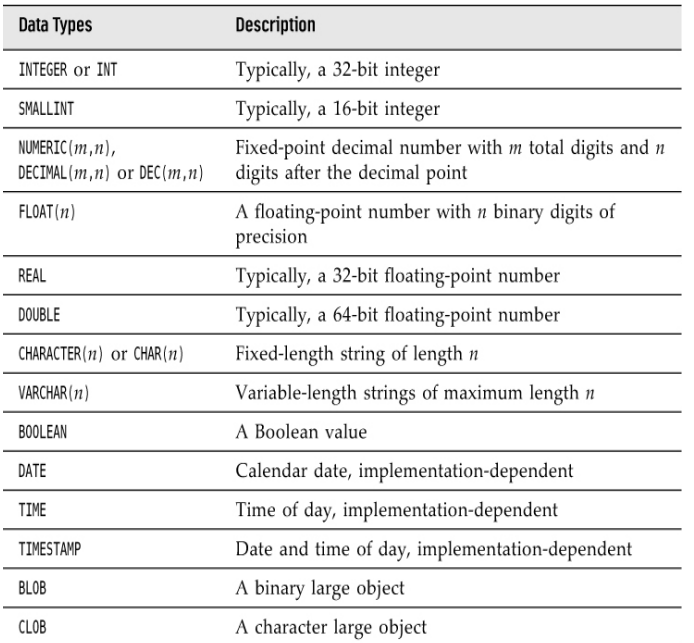 Data Types Description
INTEGER or INT Typically, a 32-bit integer
SMALLINT Typically, a 16-bit integer
NUMERIC(m,n), Fixed-point decimal number with m total digits and n
DECIMAL(m,n) or DEC(m,n) digits after the decimal point
FLOAT(n) A floating-point number with n binary digits of
precision
REAL Typically, a 32-bit floating-point number
DOUBLE Typically, a 64-bit floating-point number
CHARACTER(n) or CHAR(n) Fixed-length string of length n
VARCHAR(n) Variable-length strings of maximum length n
BOOLEAN A Boolean value
DATE Calendar date, implementation-dependent
TIME Time of day, implementation-dependent
TIMESTAMP Date and time of day, implementation-dependent
BLOB A binary large object
CLOB A character large object